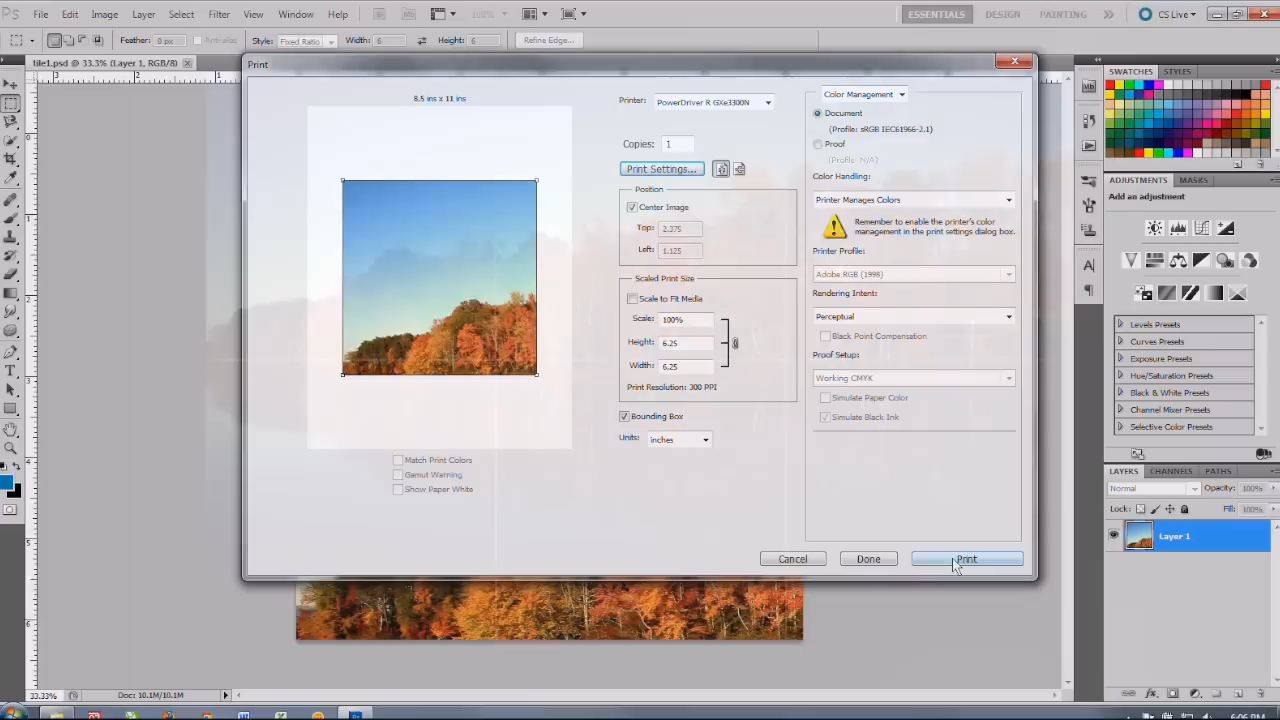 Ps File Edit Image Layer Select Filter View Window Help 100% ESSENTIALS DESIGN PAINTING CS Live
Feather: 0 px Anti-alias Style: Fixed Ratio Width: 6 Height: 6 Refine Edge...
tile1.psd @ 33.3% (Layer 1, RGB/8)
Print
8.5 ins x 11 ins
Match Print Colors
Gamut Warning
Show Paper White
Printer: PowerDriver R GXe3300N
Copies: 1
Print Settings...
Position
Center Image
Top: 2.375
Left: 1.125
Scaled Print Size
Scale to Fit Media
Scale: 100%
Height: 6.25
Width: 6.25
Print Resolution: 300 PPI
Bounding Box
Units: inches
Color Management
Document
(Profile: sRGB IEC61966-2.1)
Proof
(Profile: N/A)
Color Handling:
Printer Manages Colors
Remember to enable the printer's color
management in the print settings dialog box.
Printer Profile:
Adobe RGB (1998)
Rendering Intent:
Perceptual
Black Point Compensation
Proof Setup:
Working CMYK
Simulate Paper Color
Simulate Black Ink
Cancel Done Print
SWATCHES STYLES
ADJUSTMENTS MASKS
Add an adjustment
Levels Presets
Curves Presets
Exposure Presets
Hue/Saturation Presets
Black & White Presets
Channel Mixer Presets
Selective Color Presets
LAYERS CHANNELS PATHS
Normal Opacity: 100%
Lock: Fill: 100%
Layer 1
33.33% Doc: 10.1M/10.1M
6:06 PM